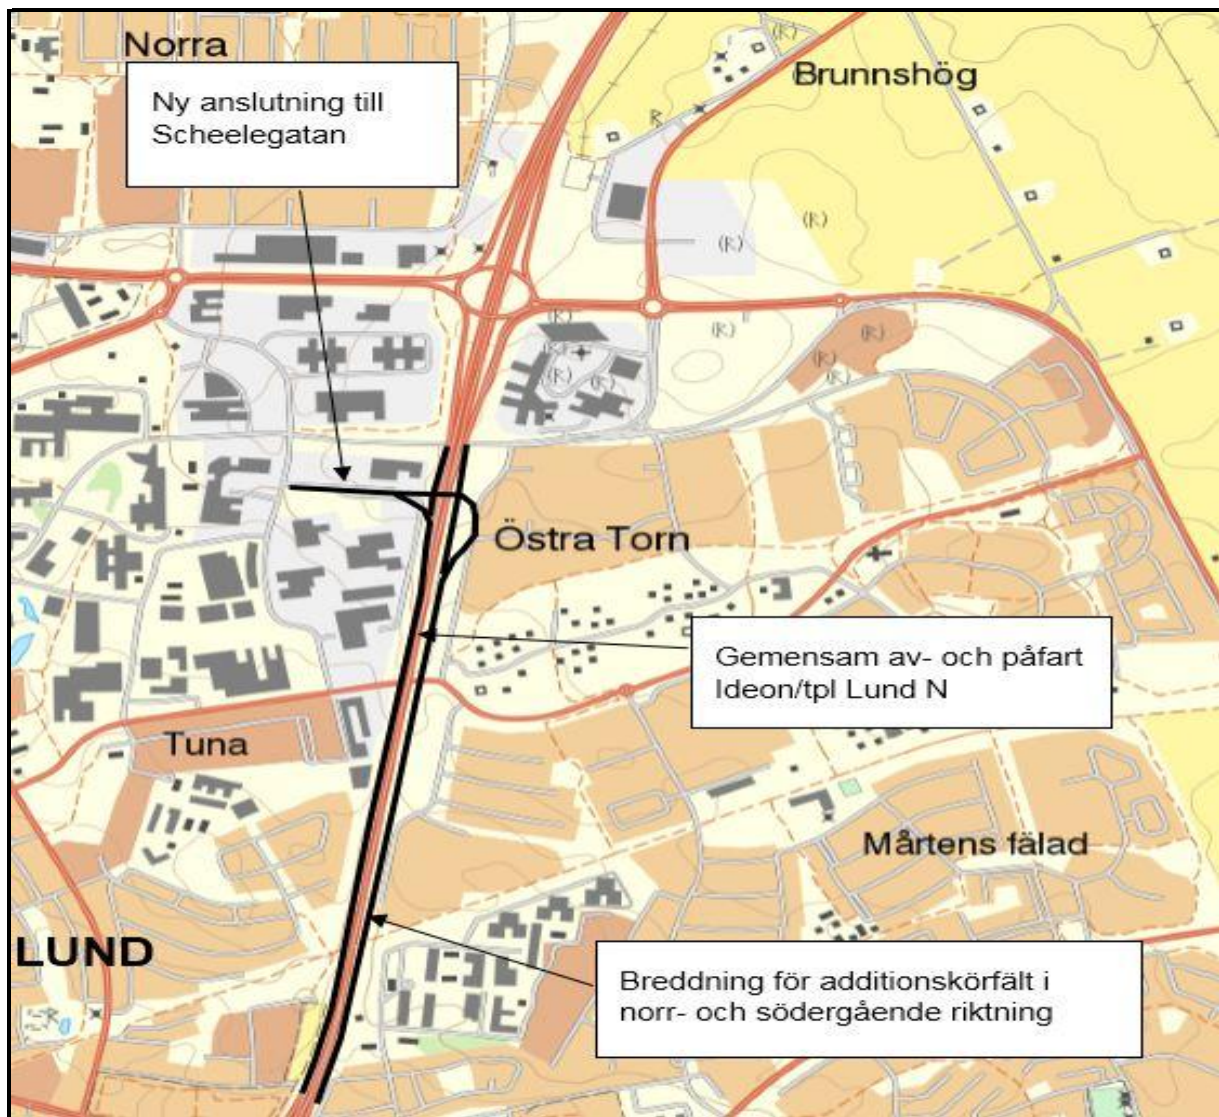 Norra
Brunnshög
Ny anslutning till
Scheelegatan
(R)
(R)
(R)
(R)
(R)
(R)
(R)
(R)
(R)
(R)
(R)
Östra Torn
Gemensam av- och påfart
Ideon/tpl Lund N
Tuna
Mårtens fälad
LUND
Breddning för additionskörfält i
norr- och södergående riktning